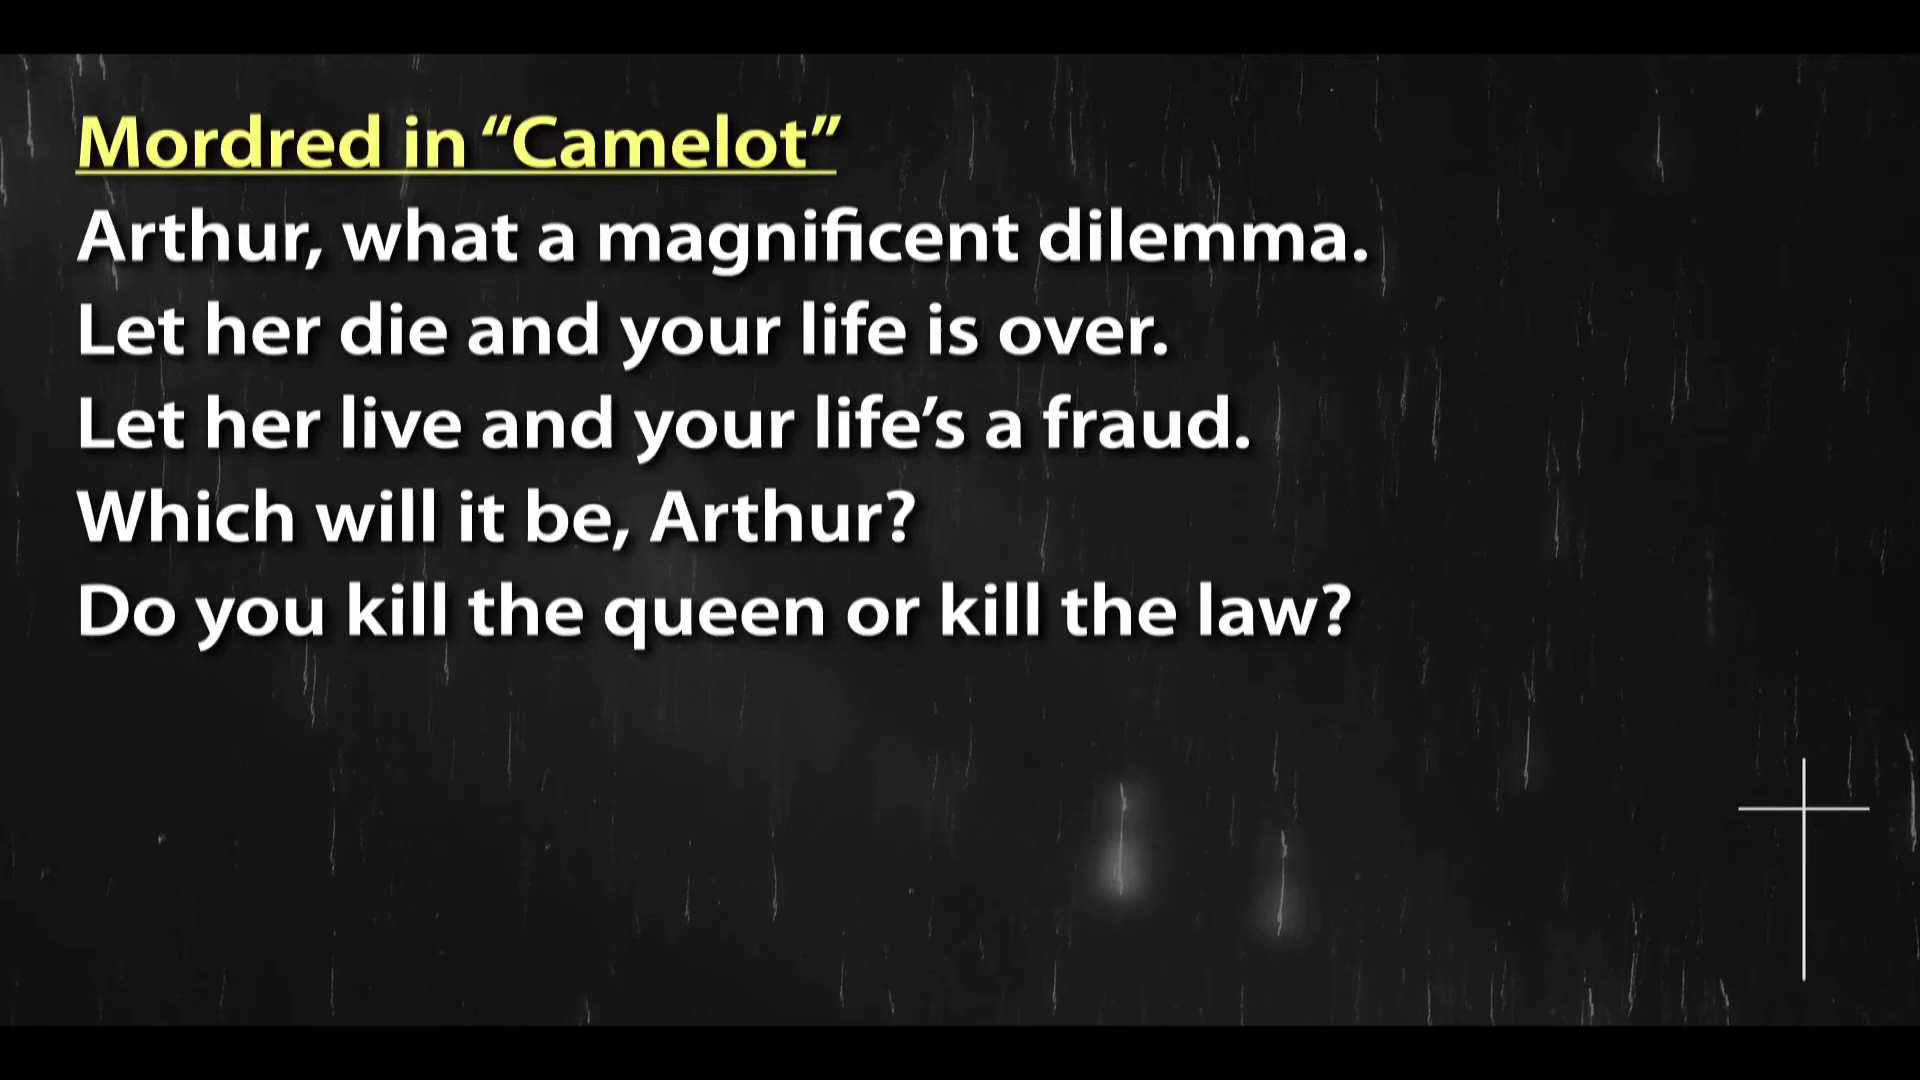 Mordred in “Camelot”
Arthur, what a magnificent dilemma.
Let her die and your life is over.
Let her live and your life’s a fraud.
Which will it be, Arthur?
Do you kill the queen or kill the law?